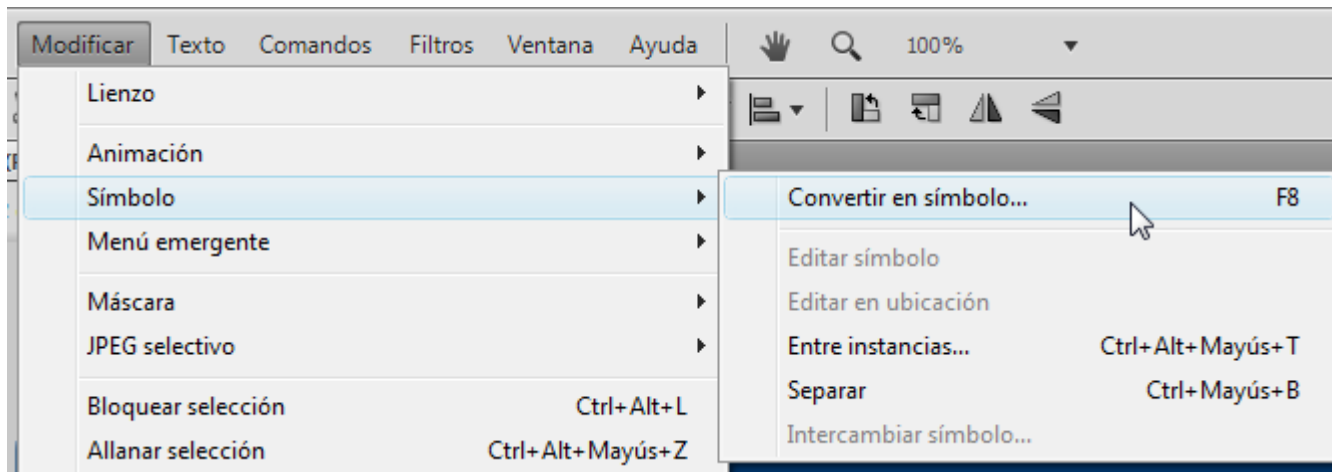 Modificar Texto Comandos Filtros Ventana Ayuda 100%
Lienzo
Animación
Símbolo
Menú emergente
Máscara
JPEG selectivo
Bloquear selección Ctrl+Alt+L
Allanar selección Ctrl+Alt+Mayús+Z
Convertir en símbolo... F8
Editar símbolo
Editar en ubicación
Entre instancias... Ctrl+Alt+Mayús+T
Separar Ctrl+Mayús+B
Intercambiar símbolo...